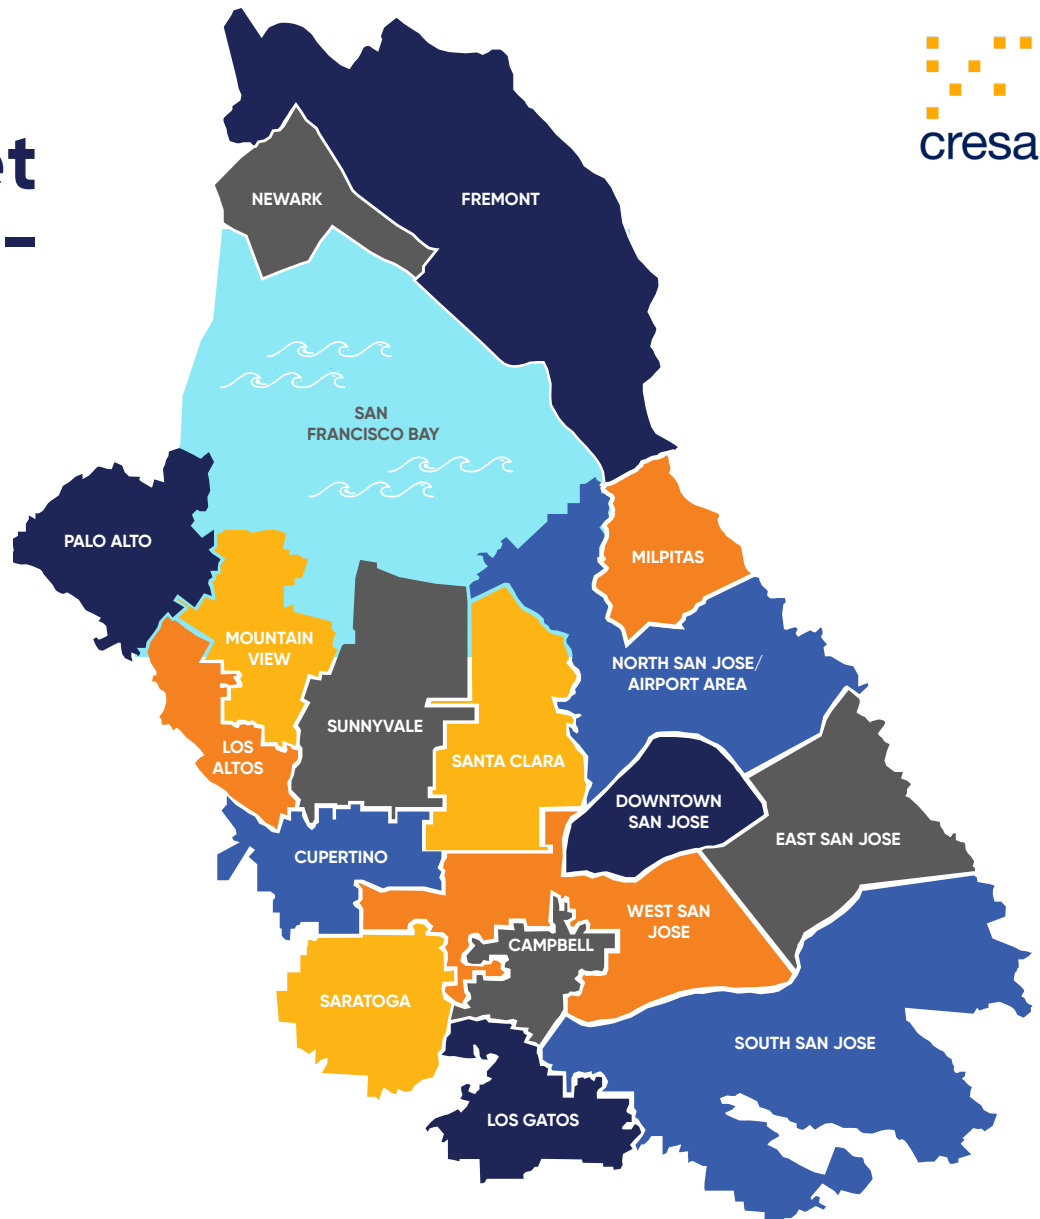 cresa
NEWARK
FREMONT
SAN
FRANCISCO BAY
PALO ALTO
MILPITAS
MOUNTAIN
VIEW
NORTH SAN JOSE/
AIRPORT AREA
SUNNYVALE
LOS
ALTOS
SANTA CLARA
DOWNTOWN
SAN JOSE
EAST SAN JOSE
CUPERTINO
WEST SAN
JOSE
CAMPBELL
SARATOGA
SOUTH SAN JOSE
LOS GATOS